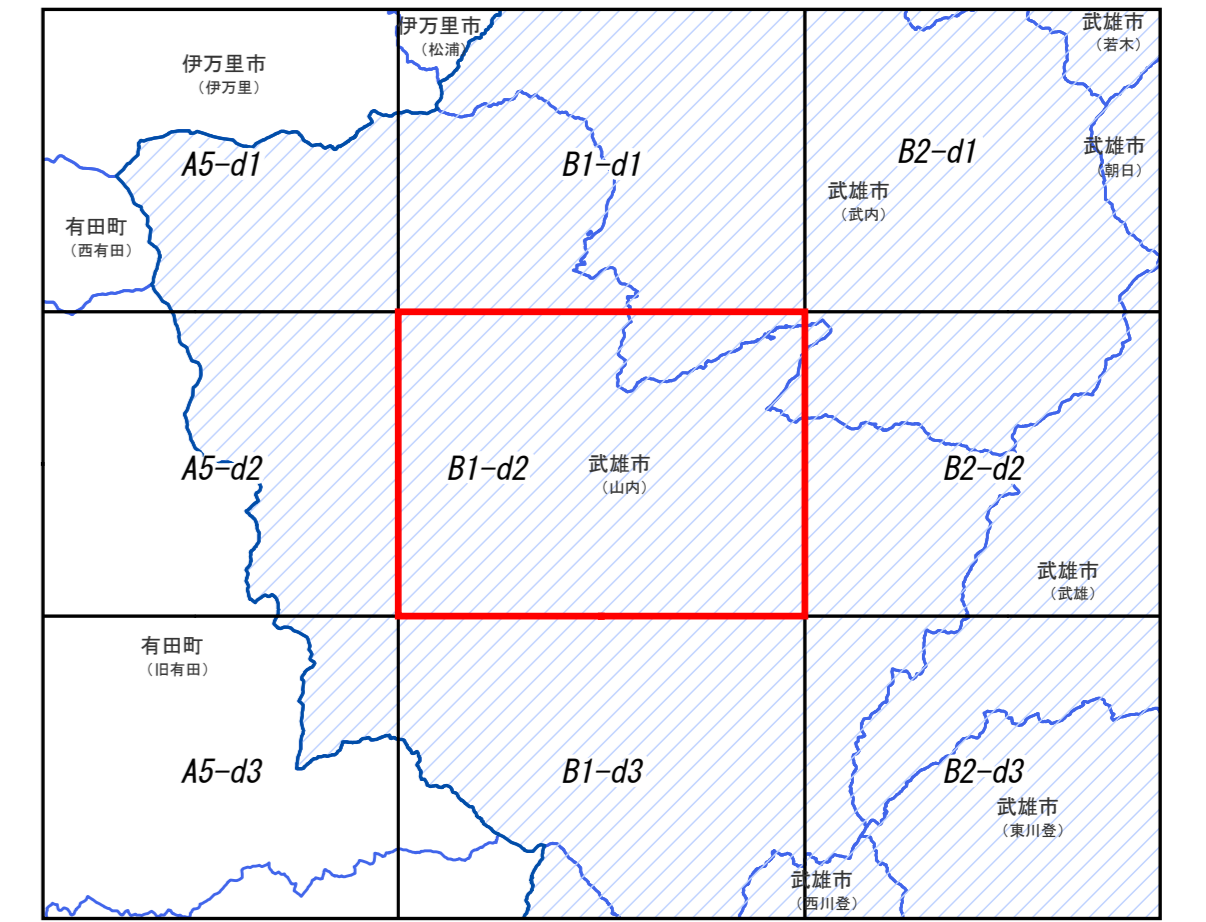 伊万里市
（松浦）
武雄市
（若木）
伊万里市
（伊万里）
A5-d1
B1-d1
B2-d1
武雄市
（朝日）
武雄市
（武内）
有田町
（西有田）
A5-d2
B1-d2
武雄市
（山内）
B2-d2
武雄市
（武雄）
有田町
（旧有田）
A5-d3
B1-d3
B2-d3
武雄市
（東川登）
武雄市
（西川登）